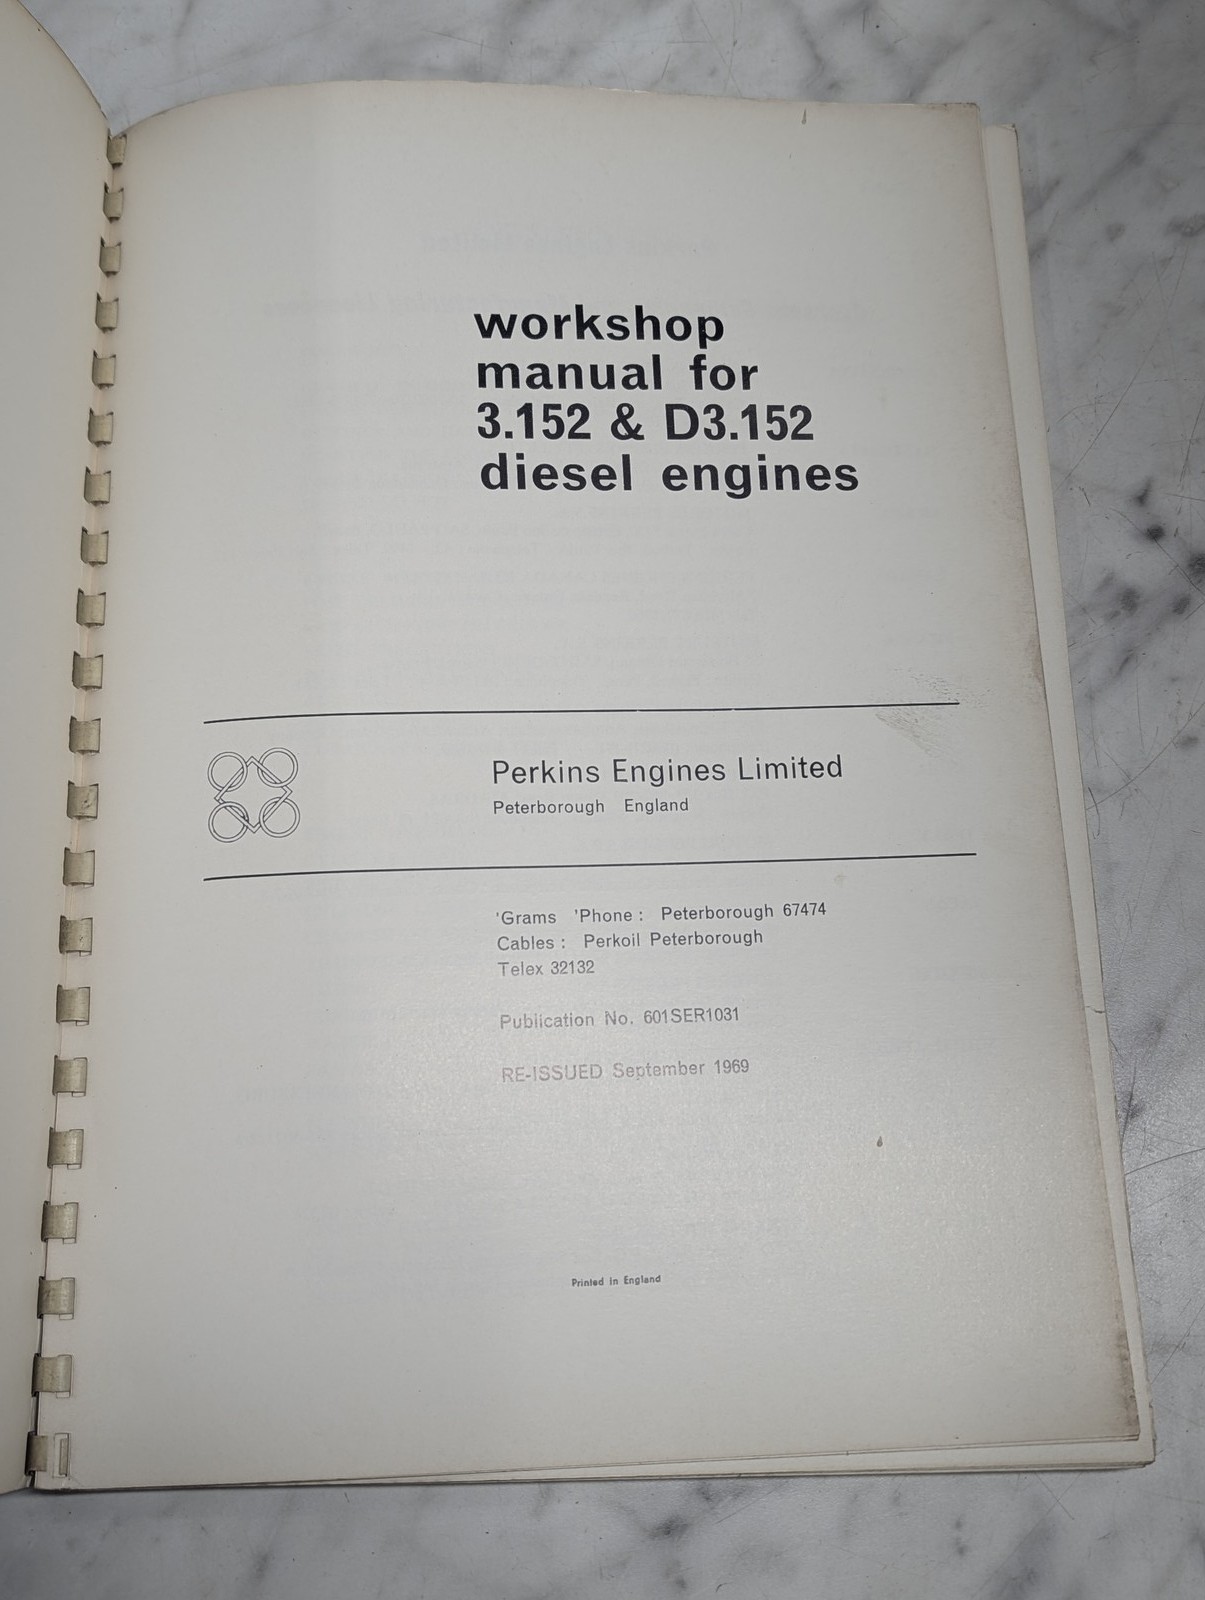 workshop
manual for
3.152 & D3.152
diesel engines
Perkins Engines Limited
Peterborough England
'Grams 'Phone : Peterborough 67474
Cables : Perkoil Peterborough
Telex 32132
Publication No. 601SER1031
RE-ISSUED September 1969
Printed in England